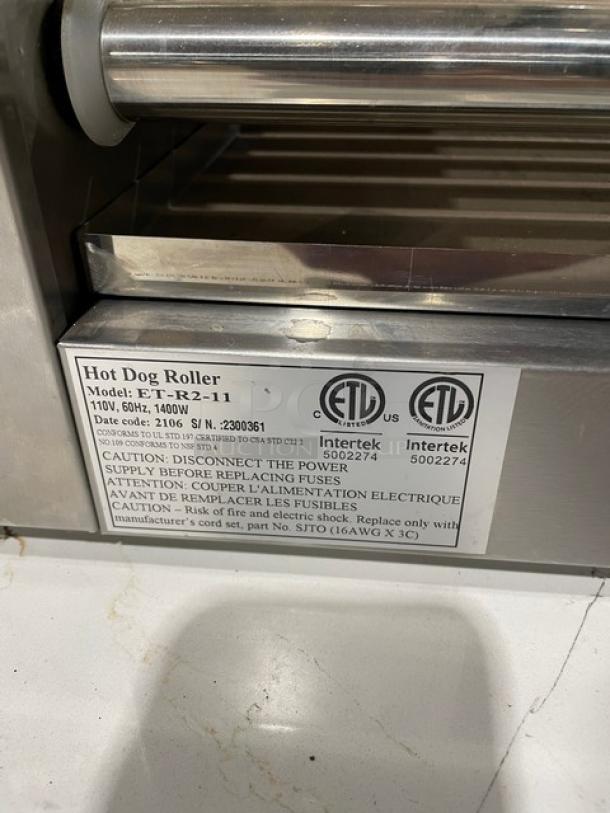 Hot Dog Roller
Model: ET-R2-11
110V, 60Hz, 1400W
Date code: 2106 S/ N. :2300361
CONFORMS TO UL STD 197 CERTIFIED TO CSA STD C22.2
NO.109 CONFORMS TO NSF STD 4
C ETL US
LISTED
Intertek
5002274
ETL
SANITATION LISTED
Intertek
5002274
CAUTION: DISCONNECT THE POWER
SUPPLY BEFORE REPLACING FUSES
ATTENTION: COUPER L'ALIMENTATION ELECTRIQUE
AVANT DE REMPLACER LES FUSIBLES
CAUTION – Risk of fire and electric shock. Replace only with
manufacturer's cord set, part No. SJTO (16AWG X 3C)